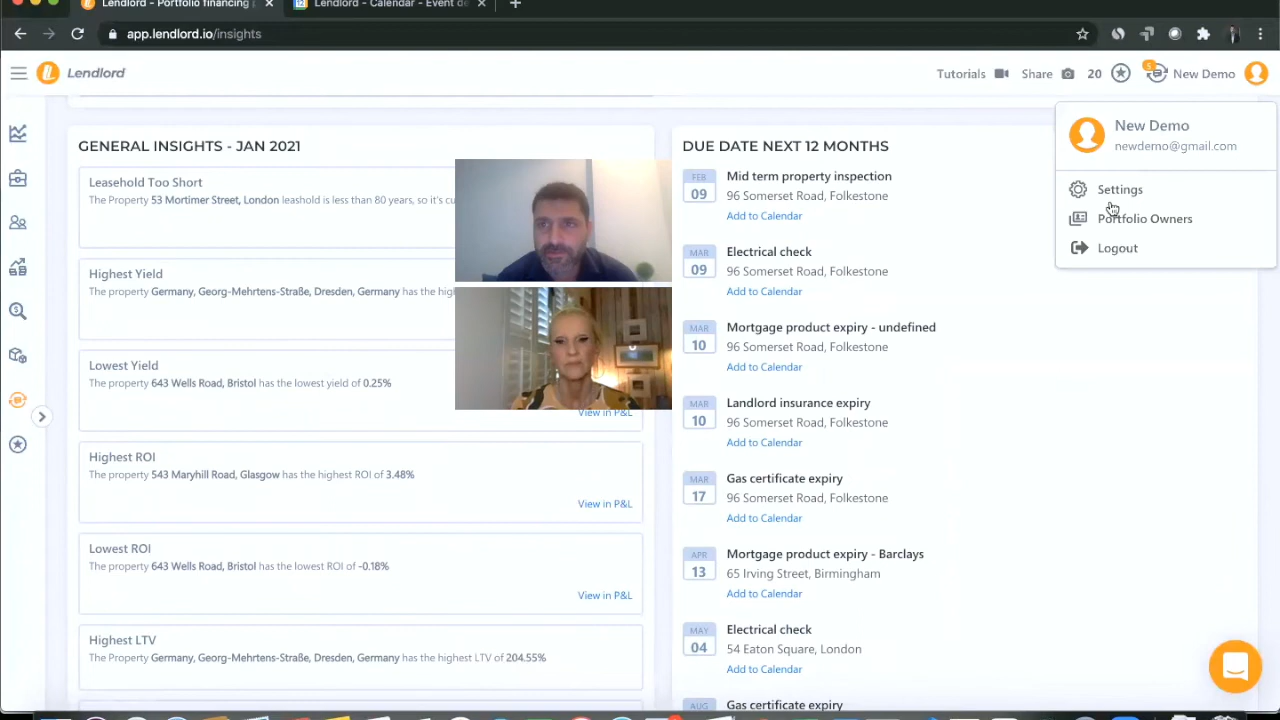 Lendlord – Portfolio financing
Lendlord - Calendar - Event de
app.lendlord.io/insights
Lendlord
Tutorials
Share
20
5
New Demo
New Demo
newdemo@gmail.com
Settings
Portfolio Owners
Logout
GENERAL INSIGHTS - JAN 2021
Leasehold Too Short
The Property 53 Mortimer Street, London leashold is less than 80 years, so it's cu
Highest Yield
The property Germany, Georg-Mehrtens-Straße, Dresden, Germany has the hig
Lowest Yield
The property 643 Wells Road, Bristol has the lowest yield of 0.25%
View in P&L
Highest ROI
The property 543 Maryhill Road, Glasgow has the highest ROI of 3.48%
View in P&L
Lowest ROI
The property 643 Wells Road, Bristol has the lowest ROI of -0.18%
View in P&L
Highest LTV
The Property Germany, Georg-Mehrtens-Straße, Dresden, Germany has the highest LTV of 204.55%
DUE DATE NEXT 12 MONTHS
FEB
09
Mid term property inspection
96 Somerset Road, Folkestone
Add to Calendar
MAR
09
Electrical check
96 Somerset Road, Folkestone
Add to Calendar
MAR
10
Mortgage product expiry - undefined
96 Somerset Road, Folkestone
Add to Calendar
MAR
10
Landlord insurance expiry
96 Somerset Road, Folkestone
Add to Calendar
MAR
17
Gas certificate expiry
96 Somerset Road, Folkestone
Add to Calendar
APR
13
Mortgage product expiry - Barclays
65 Irving Street, Birmingham
Add to Calendar
MAY
04
Electrical check
54 Eaton Square, London
Add to Calendar
AUG
Gas certificate expiry